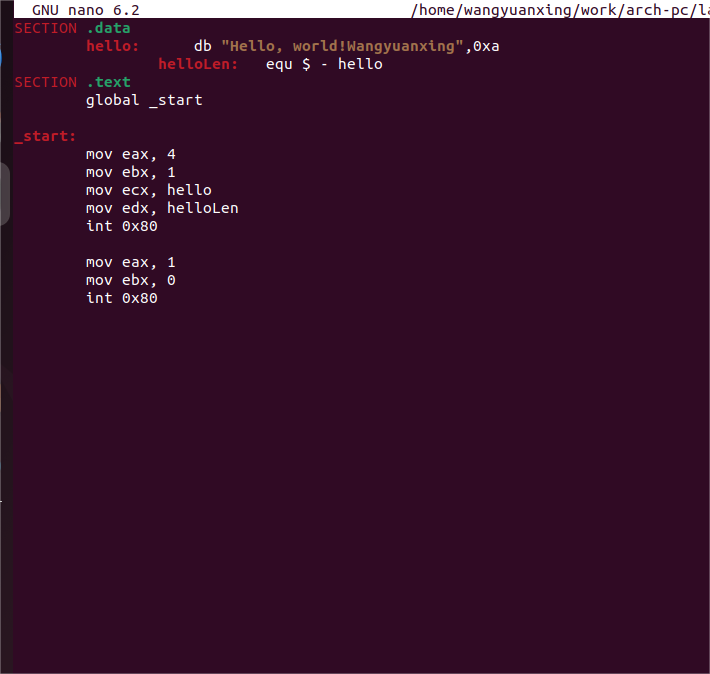 GNU nano 6.2 /home/wangyuanxing/work/arch-pc/la
SECTION .data
hello: db "Hello, world!Wangyuanxing",0xa
helloLen: equ $ - hello
SECTION .text
global _start
_start:
mov eax, 4
mov ebx, 1
mov ecx, hello
mov edx, helloLen
int 0x80
mov eax, 1
mov ebx, 0
int 0x80